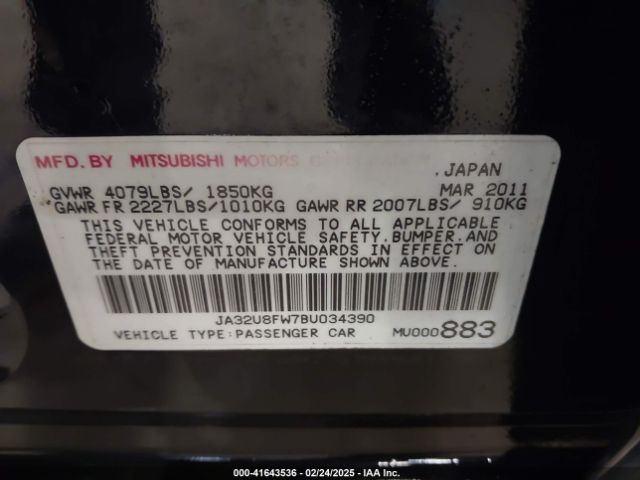 MFD. BY MITSUBISHI MOTORS
, JAPAN
GVWR 4079LBS/ 1850KG MAR 2011
GAWR FR 2227LBS/1010KG GAWR RR 2007LBS/ 910KG
THIS VEHICLE CONFORMS TO ALL APPLICABLE
FEDERAL MOTOR VEHICLE SAFETY, BUMPER, AND
THEFT PREVENTION STANDARDS IN EFFECT ON
THE DATE OF MANUFACTURE SHOWN ABOVE.
JA32U8FW7BU034390
VEHICLE TYPE:PASSENGER CAR MU000883
000-41643536 - 02/24/2025 - IAA Inc.